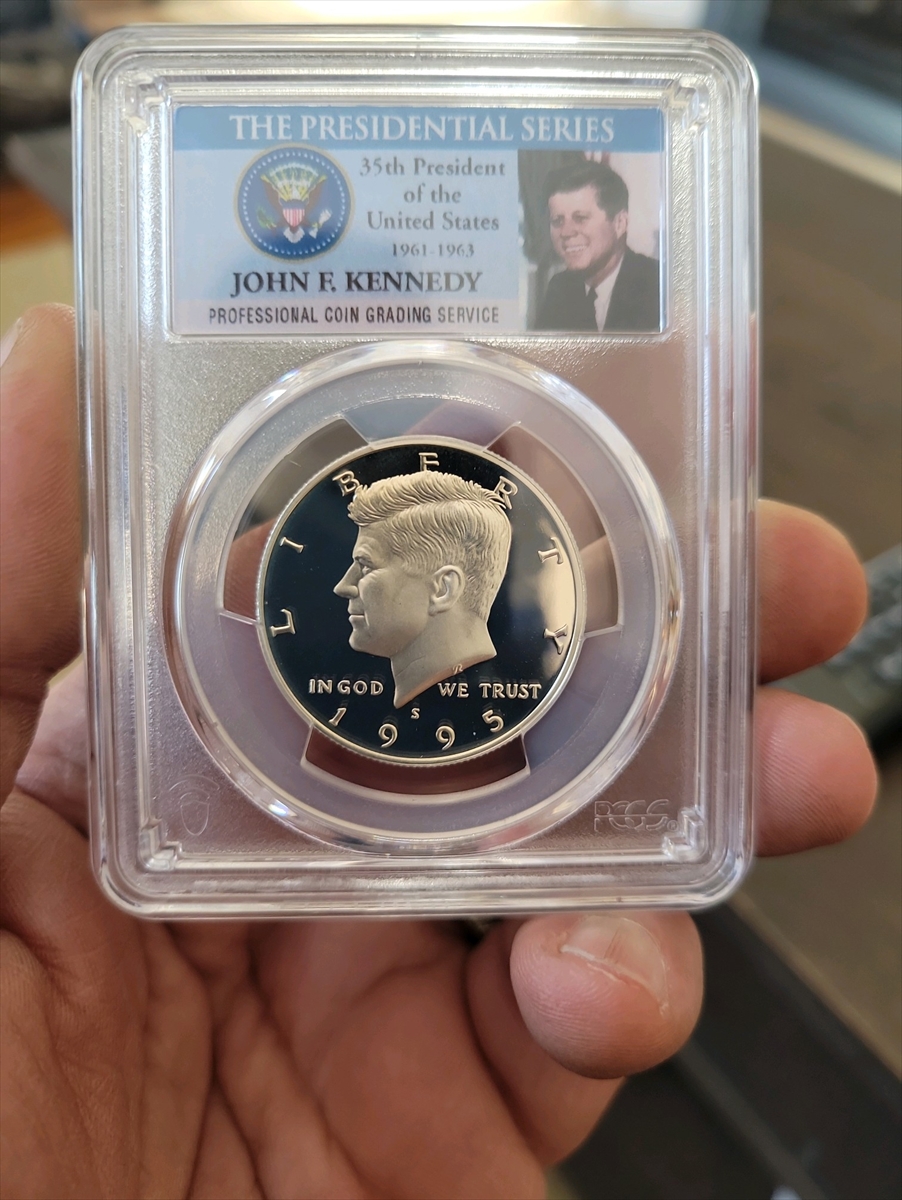 THE PRESIDENTIAL SERIES
35th President
of the
United States
1961-1963
JOHN F. KENNEDY
PROFESSIONAL COIN GRADING SERVICE
LIBERTY
IN GOD WE TRUST
S
1995
PCGS